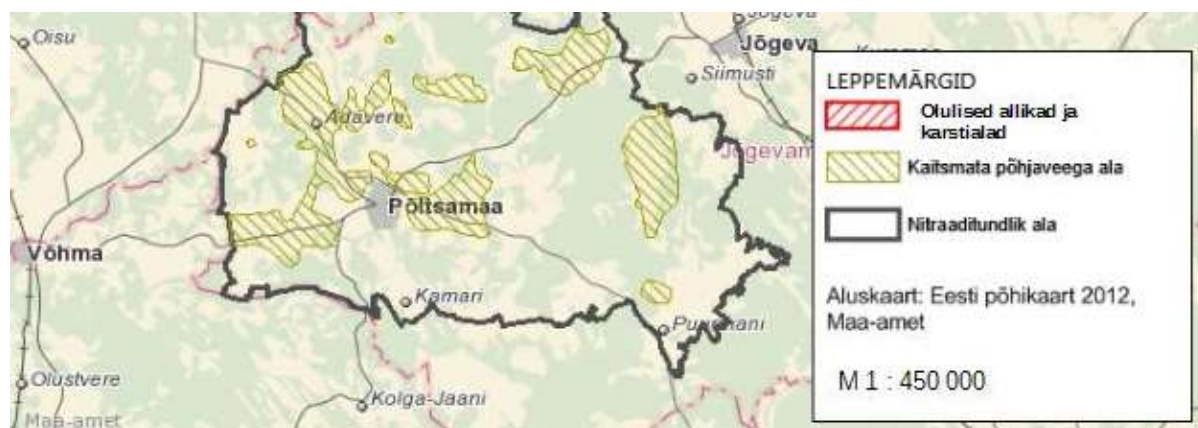 Oisu
Jõgeva
Jõgeva
Siimusti
Adavere
Põltsamaa
Võhma
Kamari
Olustvere
Kolga-Jaani
Maa-amet
LEPPEMÄRGID
Olulised allikad ja
karstialad
Kaitsmata põhjaveega ala
Nitraaditundlik ala
Aluskaart: Eesti põhikaart 2012,
Maa-amet
M 1 : 450 000